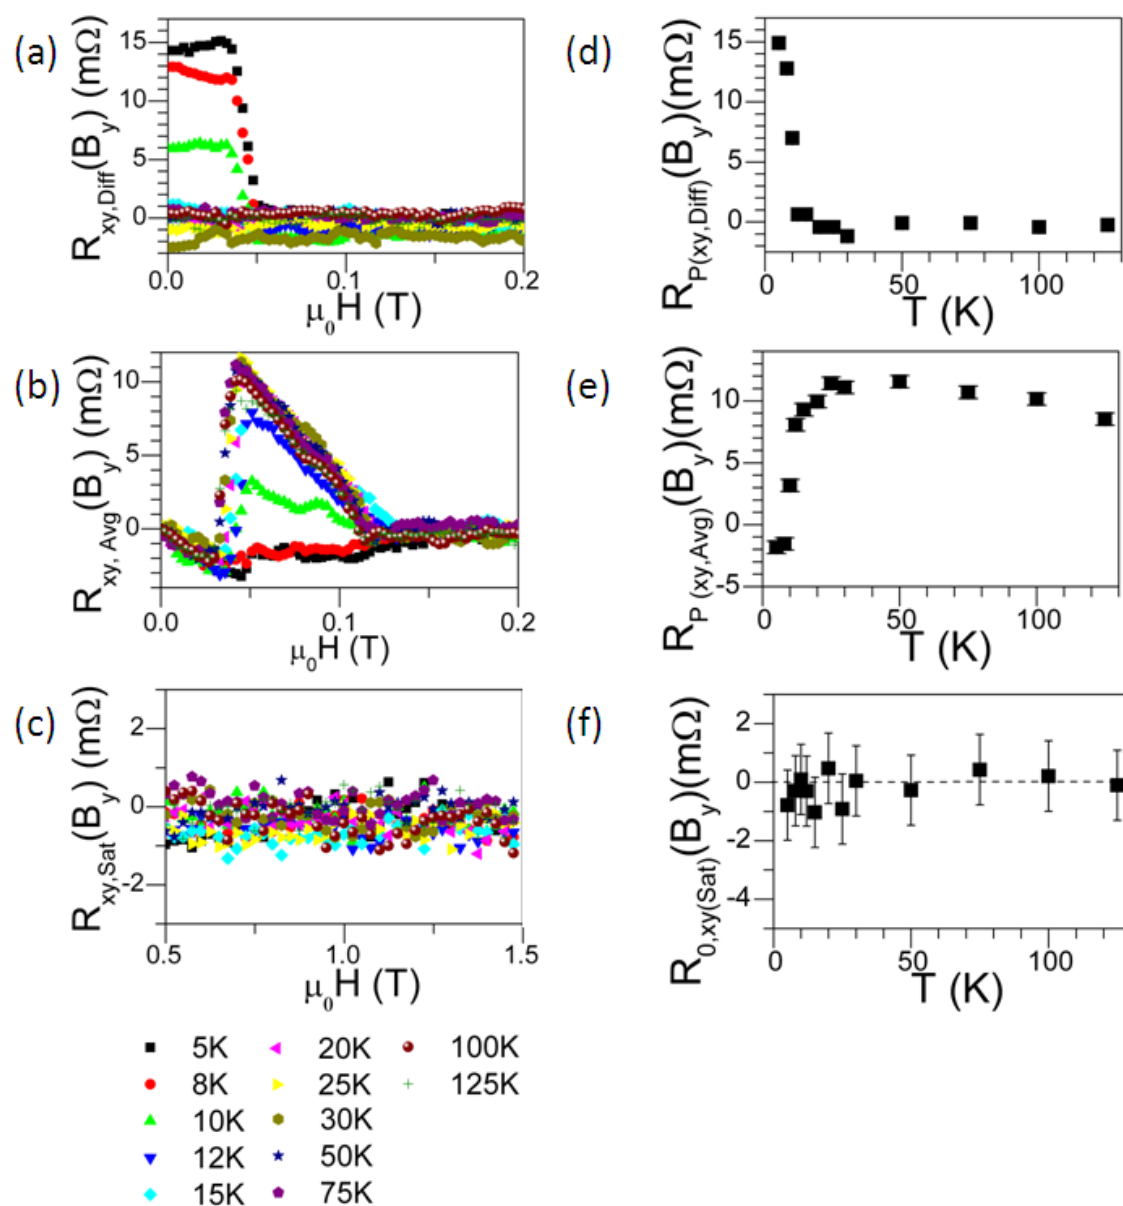 (a)
R_xy,Diff(B_y) (mΩ)
15
10
5
0
0.0 0.1 0.2
μ₀H (T)
(d)
R_P(xy,Diff)(B_y)(mΩ)
15
10
5
0
0 50 100
T (K)
(b)
R_xy, Avg(B_y) (mΩ)
10
5
0
0.0 0.1 0.2
μ₀H (T)
(e)
R_P (xy,Avg)(B_y)(mΩ)
10
5
0
-5
0 50 100
T (K)
(c)
R_xy,Sat(B_y) (mΩ)
2
0
-2
0.5 1.0 1.5
μ₀H (T)
(f)
R_0,xy(Sat)(B_y)(mΩ)
2
0
-2
-4
0 50 100
T (K)
5K 20K 100K
8K 25K 125K
10K 30K
12K 50K
15K 75K